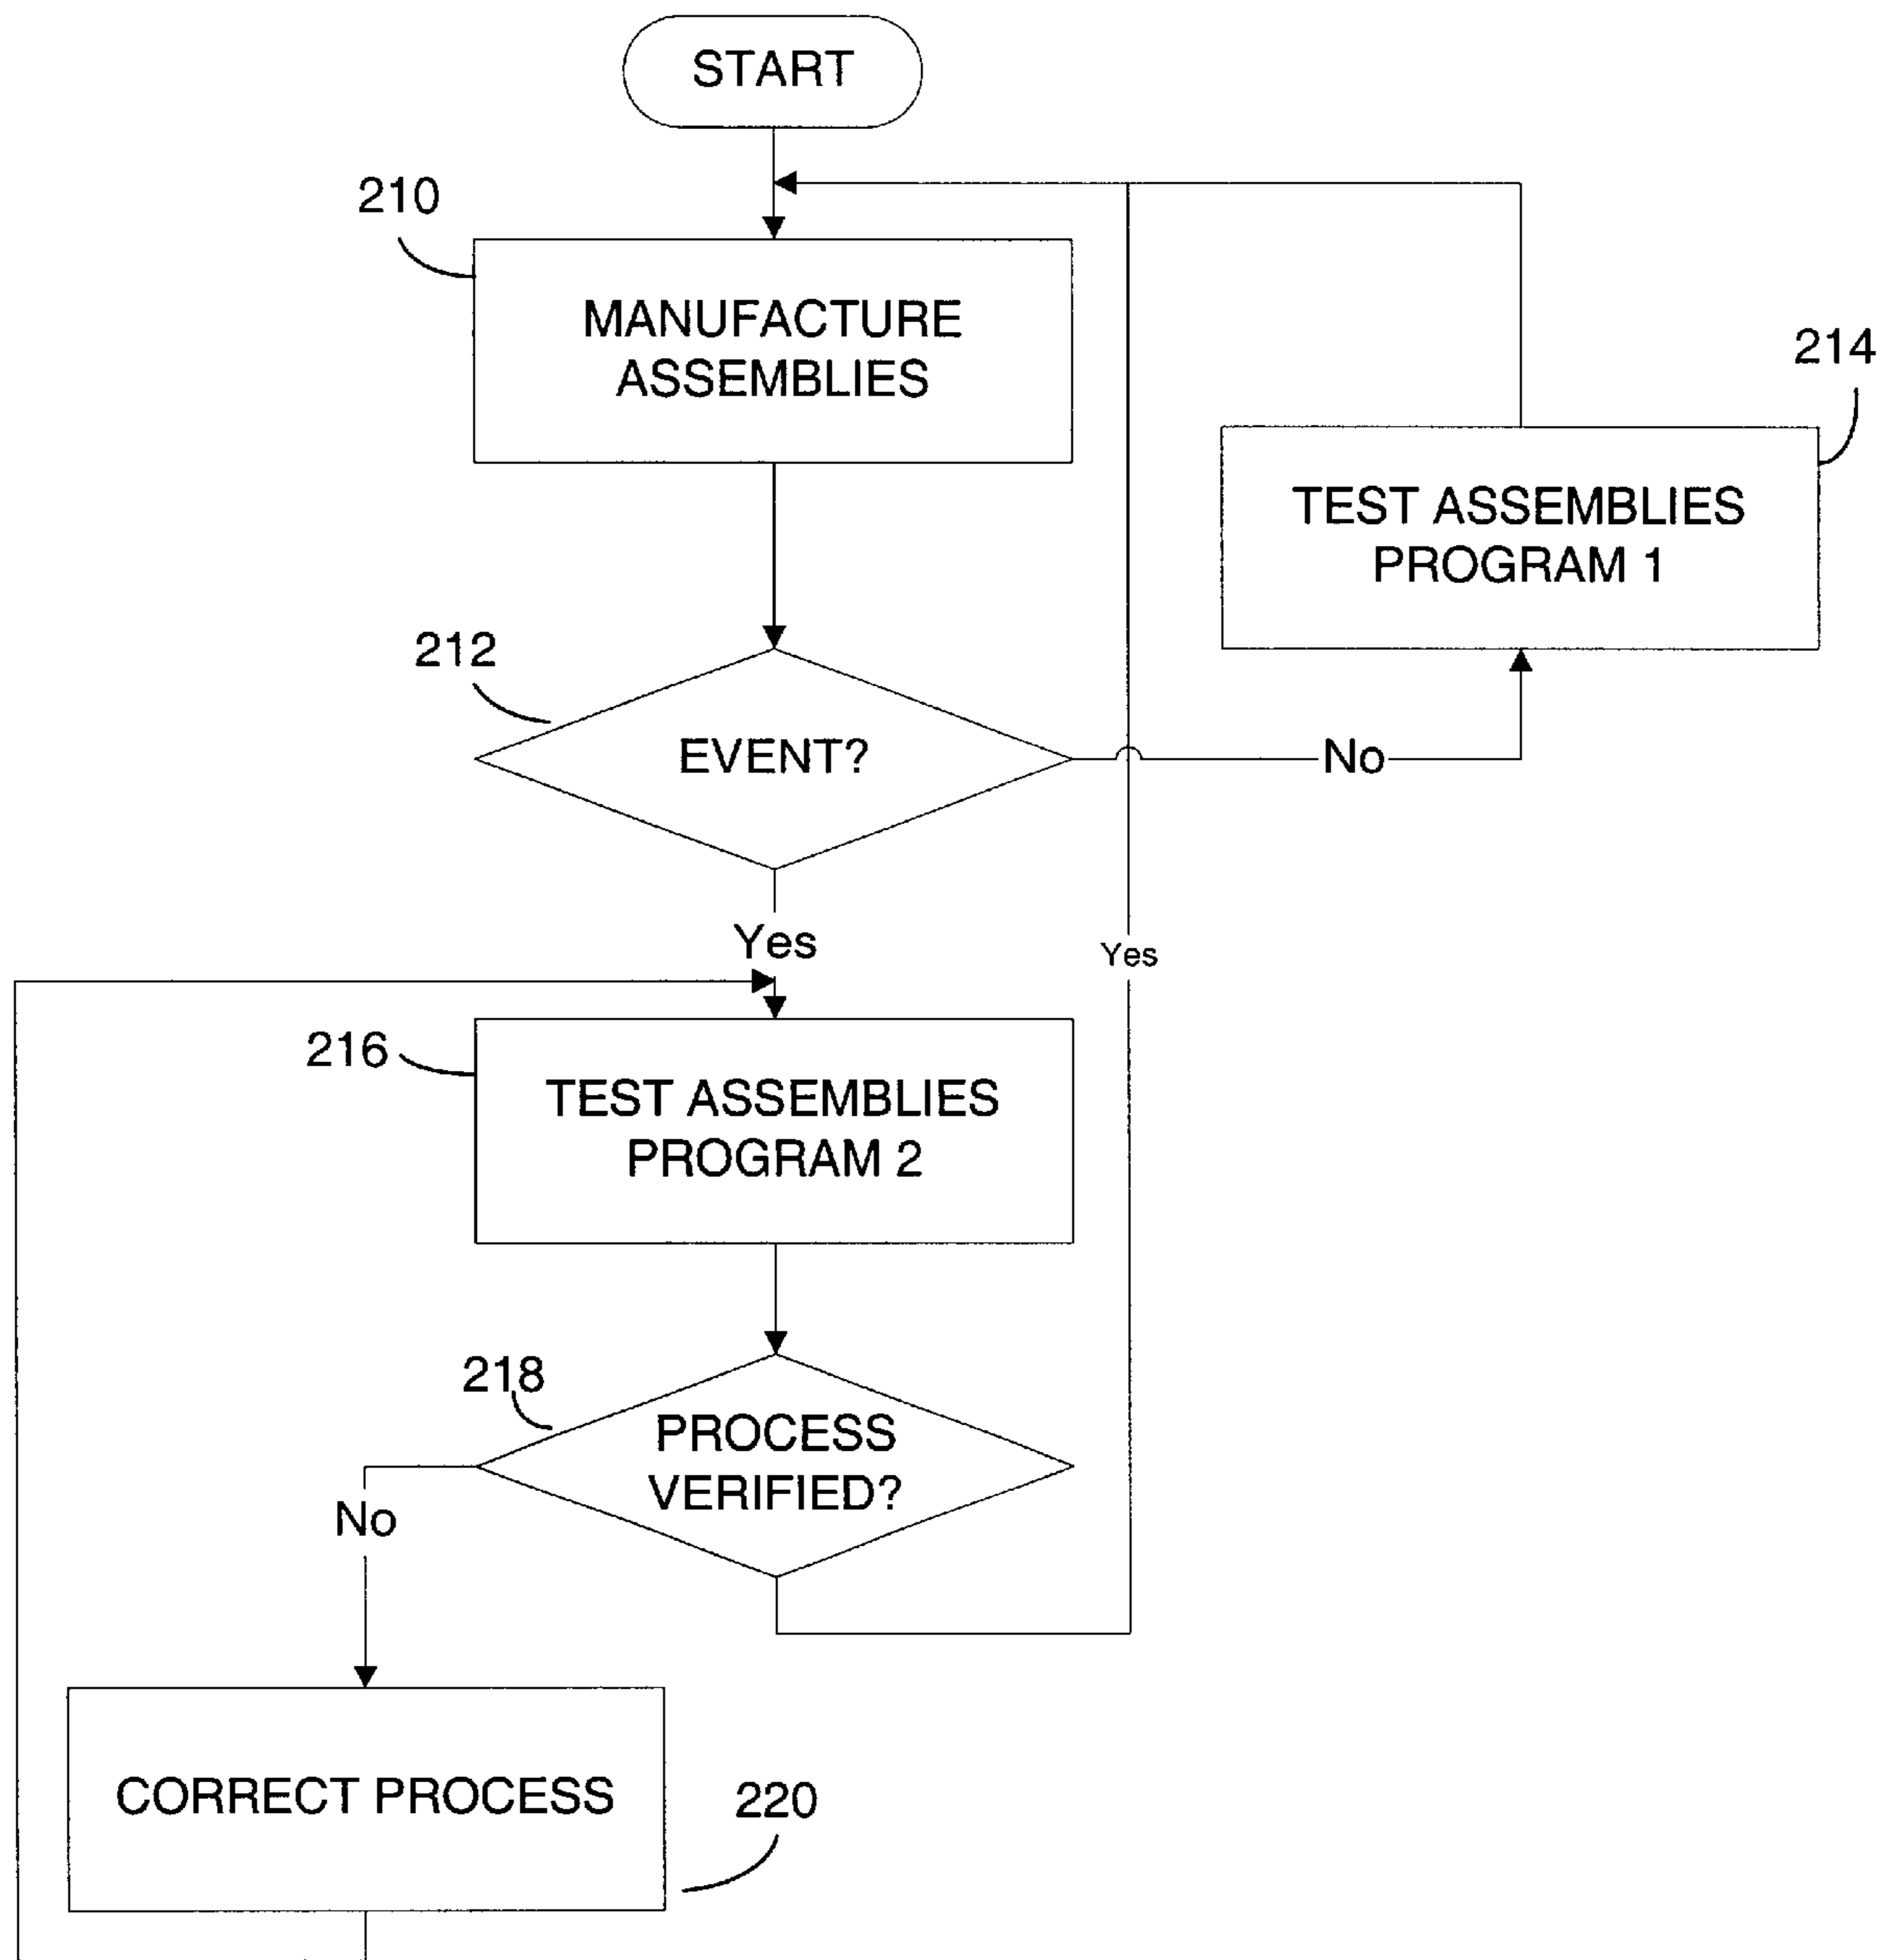 START
210
MANUFACTURE
ASSEMBLIES
214
TEST ASSEMBLIES
PROGRAM 1
212
EVENT?
No
Yes
Yes
216
TEST ASSEMBLIES
PROGRAM 2
218
PROCESS
VERIFIED?
No
CORRECT PROCESS
220